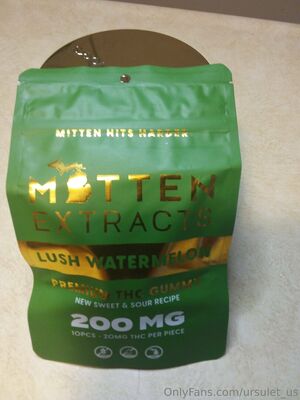 M!TTEN HITS HARDER
MITTEN
EXTRACTS
LUSH WATERMELON
PREMIUM THC GUMMY
NEW SWEET & SOUR RECIPE
200 MG
10PCS - 20MG THC PER PIECE
OnlyFans.com/ursulet_us